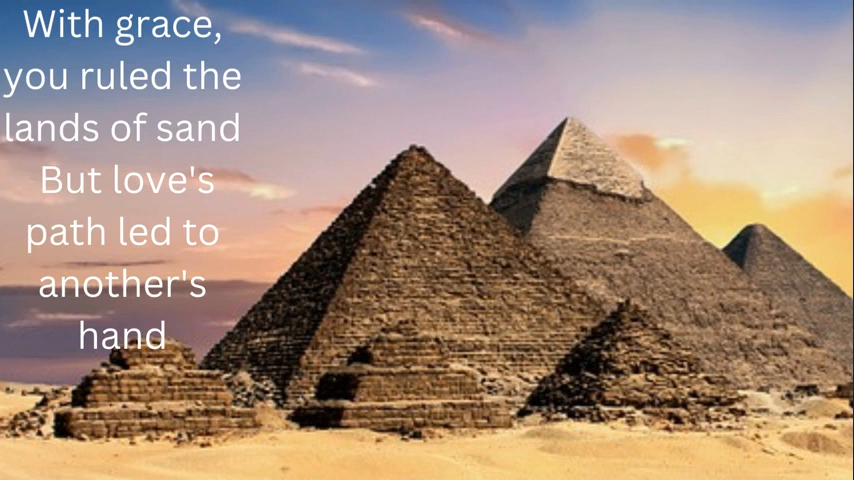 With grace,
you ruled the
lands of sand
But love's
path led to
another's
hand